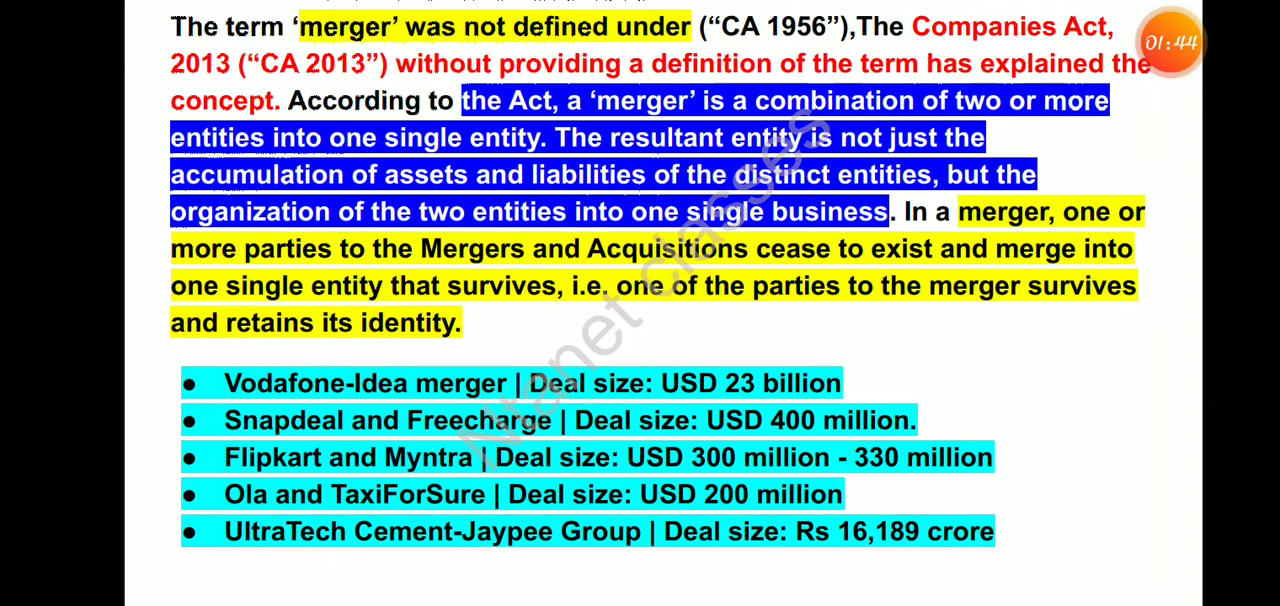 The term ‘merger’ was not defined under (“CA 1956”),The Companies Act,
2013 (“CA 2013”) without providing a definition of the term has explained the
concept. According to the Act, a ‘merger’ is a combination of two or more
entities into one single entity. The resultant entity is not just the
accumulation of assets and liabilities of the distinct entities, but the
organization of the two entities into one single business. In a merger, one or
more parties to the Mergers and Acquisitions cease to exist and merge into
one single entity that survives, i.e. one of the parties to the merger survives
and retains its identity.
● Vodafone-Idea merger | Deal size: USD 23 billion
● Snapdeal and Freecharge | Deal size: USD 400 million.
● Flipkart and Myntra | Deal size: USD 300 million - 330 million
● Ola and TaxiForSure | Deal size: USD 200 million
● UltraTech Cement-Jaypee Group | Deal size: Rs 16,189 crore
01:44
Ntanet classes